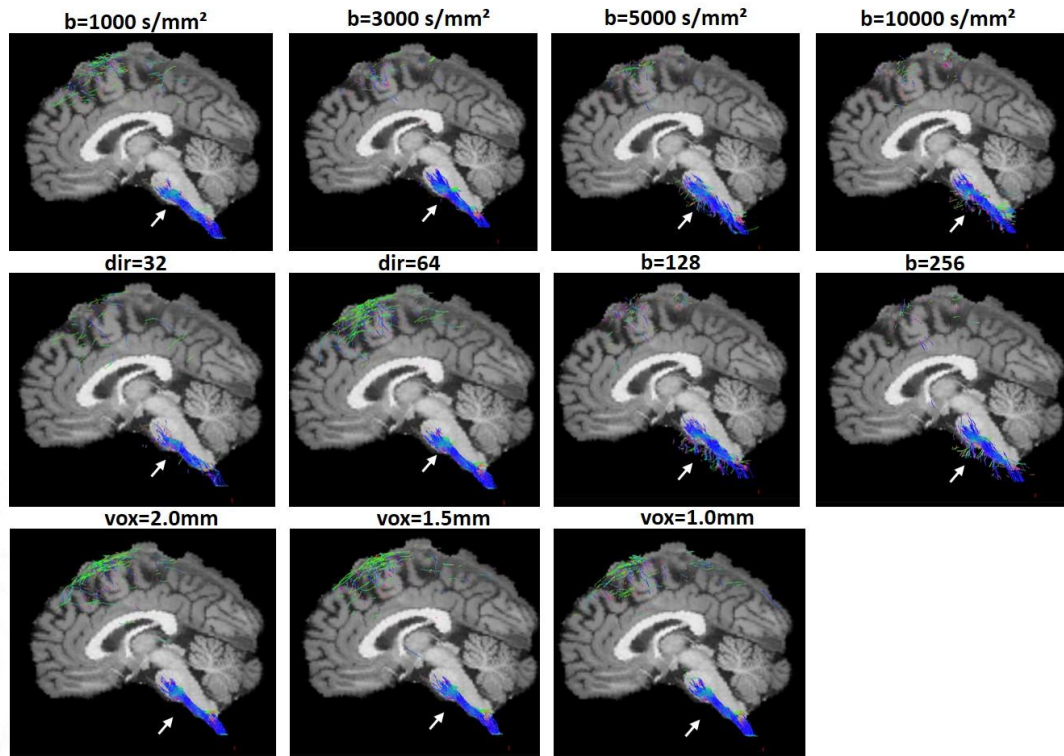 b=1000 s/mm² b=3000 s/mm² b=5000 s/mm² b=10000 s/mm²
dir=32 dir=64 b=128 b=256
vox=2.0mm vox=1.5mm vox=1.0mm